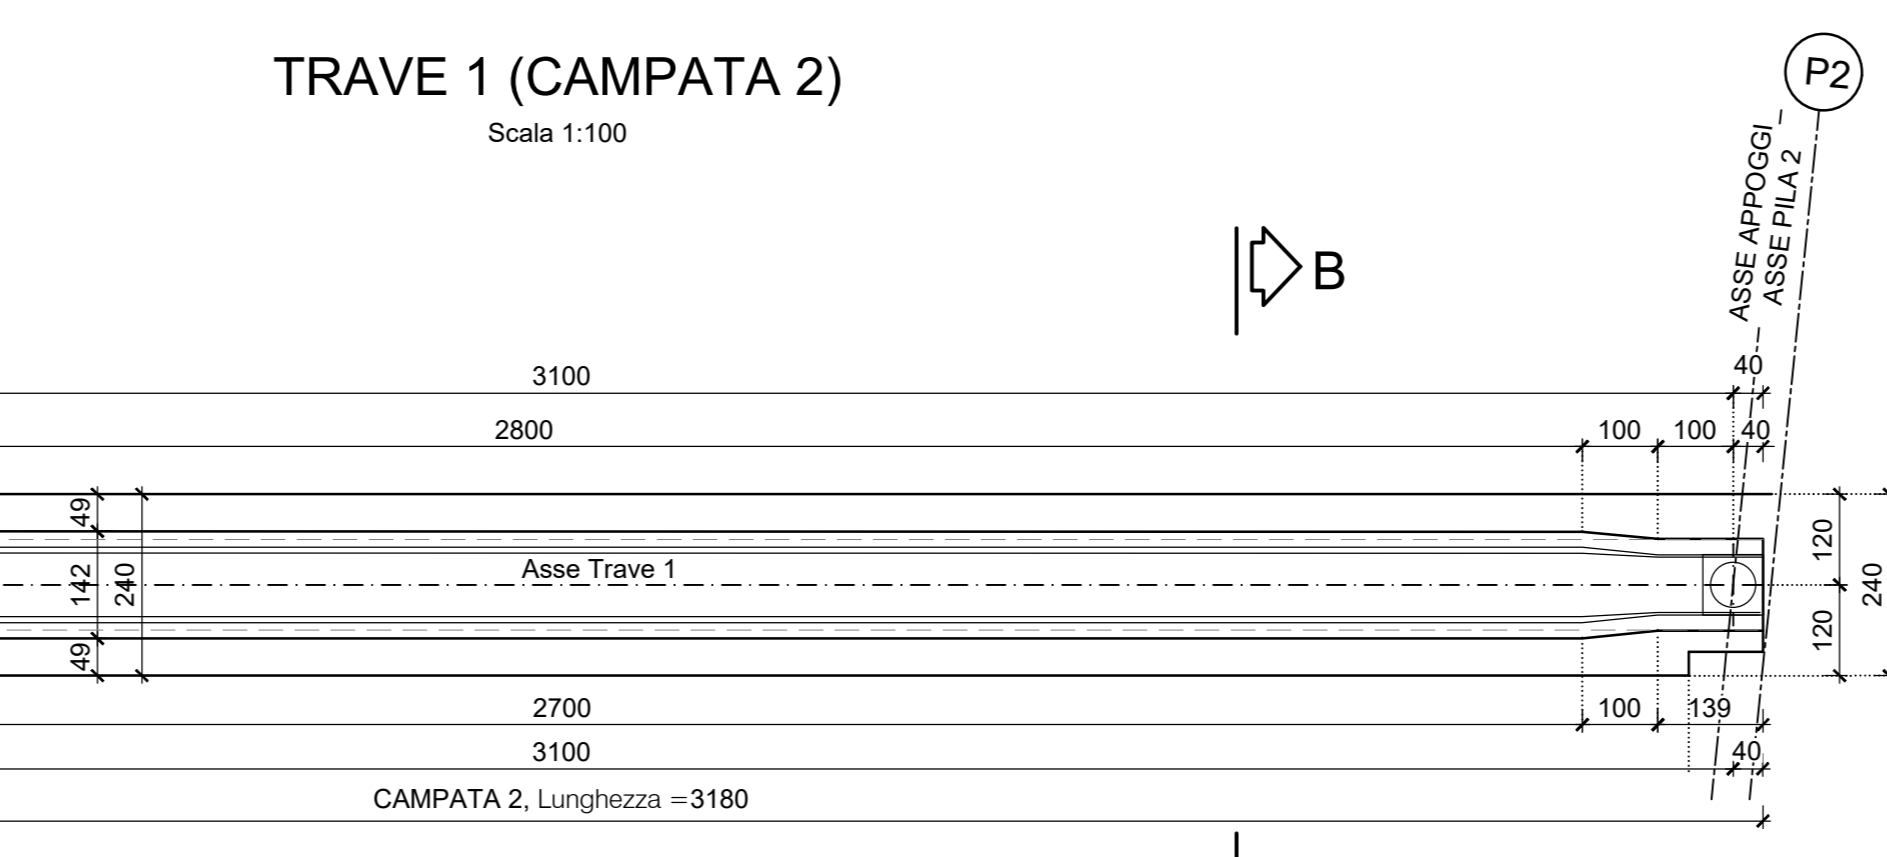 TRAVE 1 (CAMPATA 2)
Scala 1:100
P2
ASSE APPOGGI
ASSE PILA 2
B
3100
40
2800
100
100
40
49
142
49
240
Asse Trave 1
120
120
240
2700
100
139
3100
40
CAMPATA 2, Lunghezza =3180